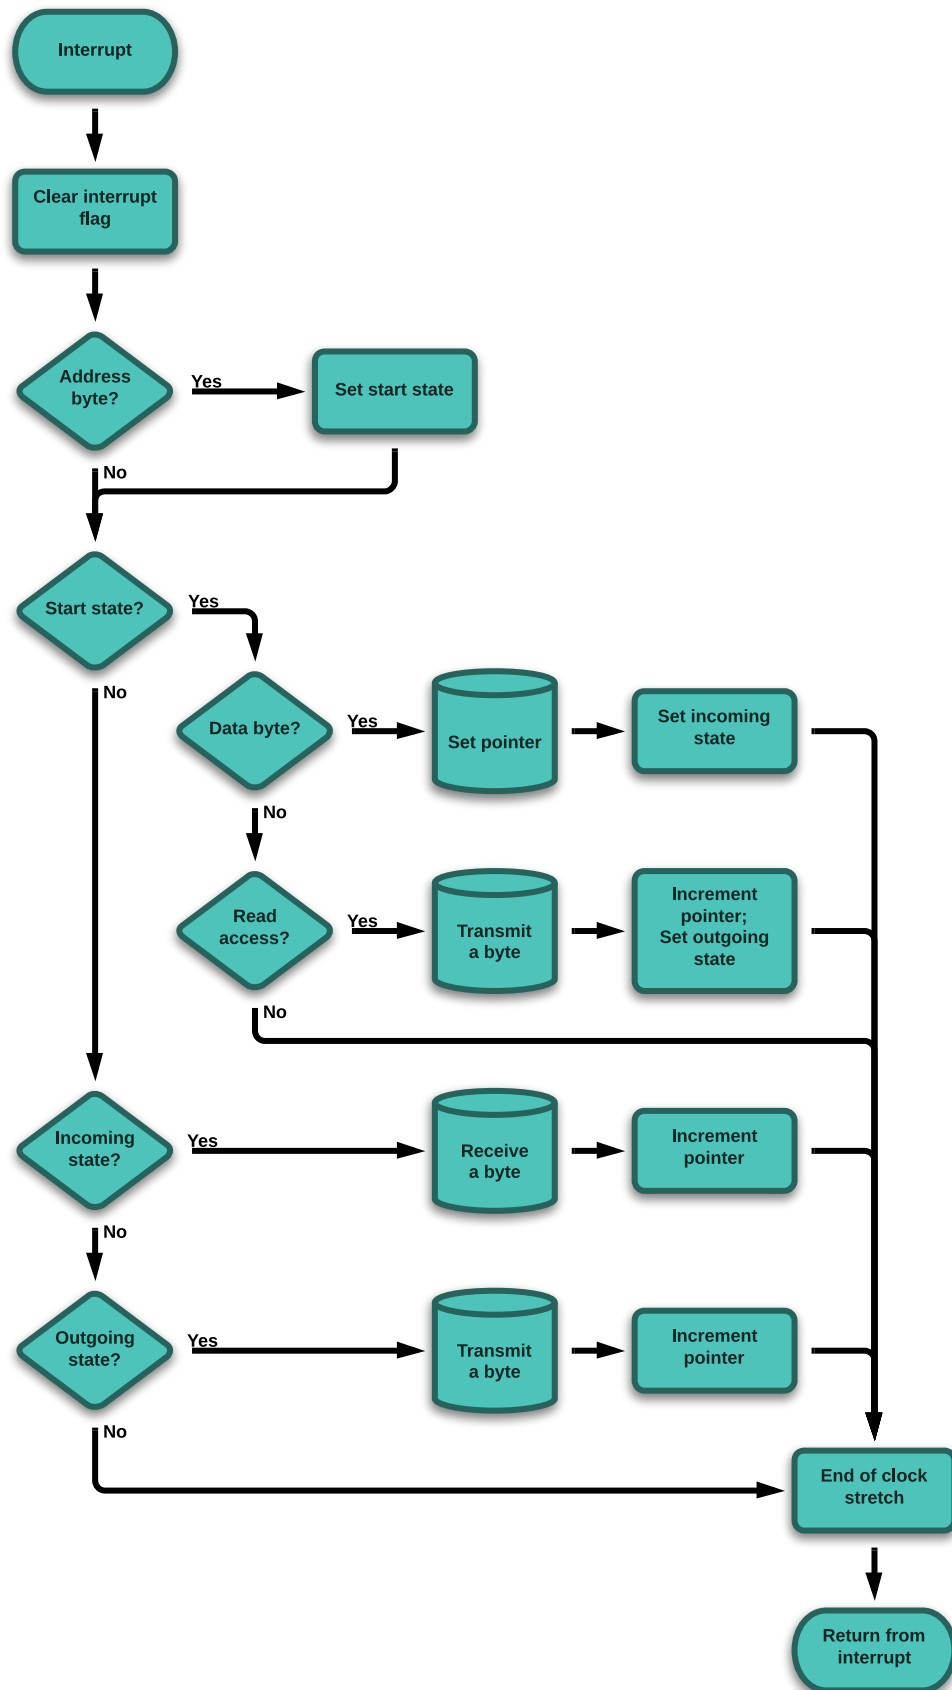 Interrupt
Clear interrupt
flag
Address
byte?
Yes
Set start state
No
Start state?
Yes
No
Data byte?
Yes
Set pointer
Set incoming
state
No
Read
access?
Yes
Transmit
a byte
Increment
pointer;
Set outgoing
state
No
Incoming
state?
Yes
Receive
a byte
Increment
pointer
No
Outgoing
state?
Yes
Transmit
a byte
Increment
pointer
No
End of clock
stretch
Return from
interrupt